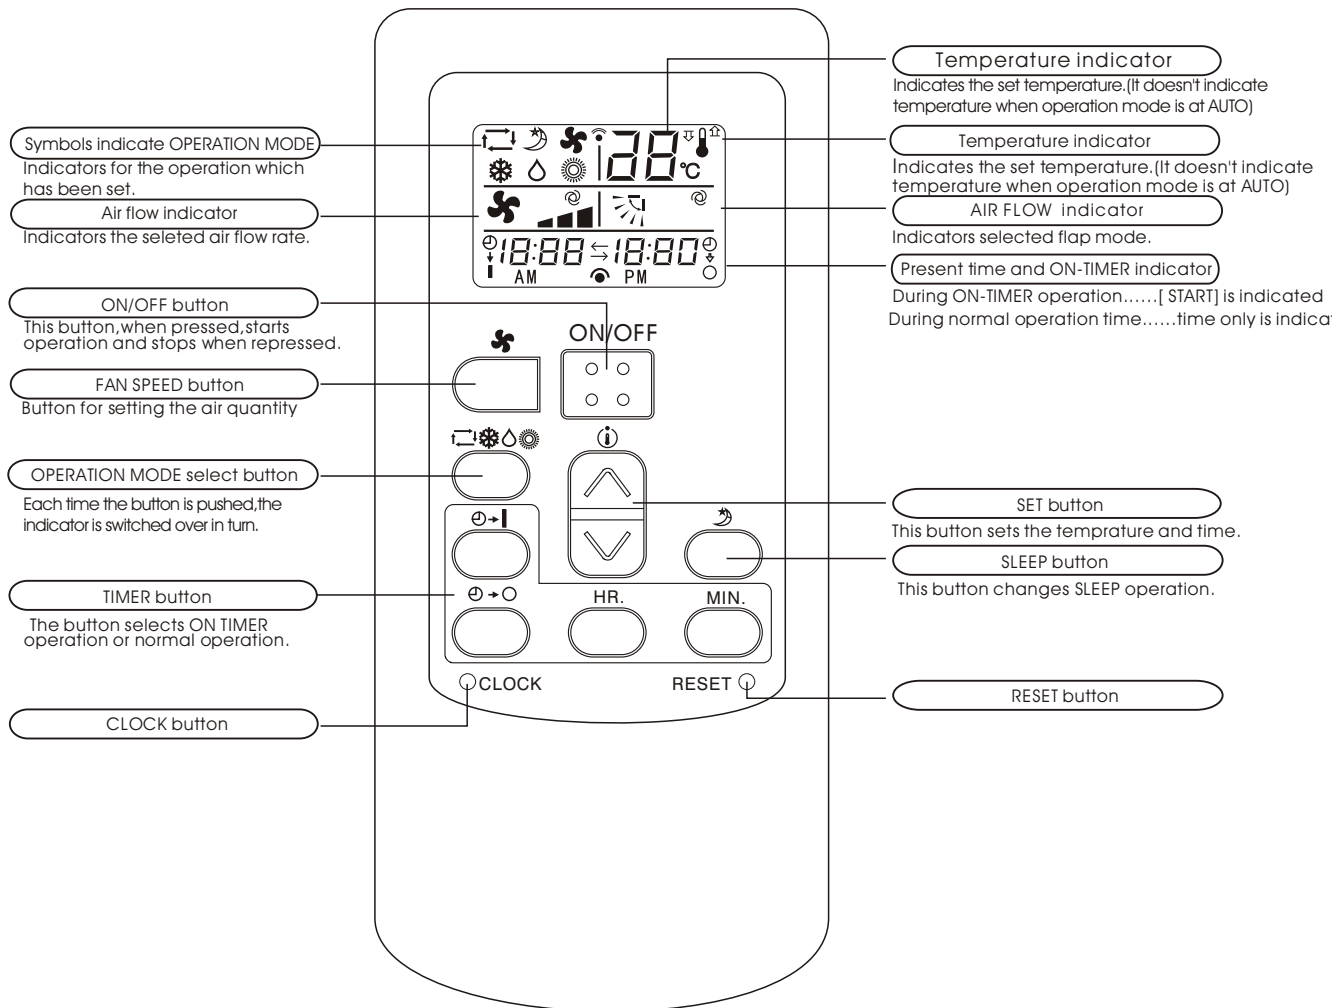 Temperature indicator
Indicates the set temperature.(It doesn't indicate
temperature when operation mode is at AUTO)
Symbols indicate OPERATION MODE
Indicators for the operation which
has been set.
Temperature indicator
Indicates the set temperature.(It doesn't indicate
temperature when operation mode is at AUTO)
Air flow indicator
Indicators the seleted air flow rate.
AIR FLOW indicator
Indicators selected flap mode.
Present time and ON-TIMER indicator
During ON-TIMER operation......[ START] is indicated
During normal operation time......time only is indica
°C
18:88 18:80
AM PM
ON/OFF button
This button,when pressed,starts
operation and stops when repressed.
ON/OFF
FAN SPEED button
Button for setting the air quantity
OPERATION MODE select button
Each time the button is pushed,the
indicator is switched over in turn.
SET button
This button sets the temprature and time.
SLEEP button
This button changes SLEEP operation.
TIMER button
The button selects ON TIMER
operation or normal operation.
HR. MIN.
CLOCK RESET
CLOCK button
RESET button